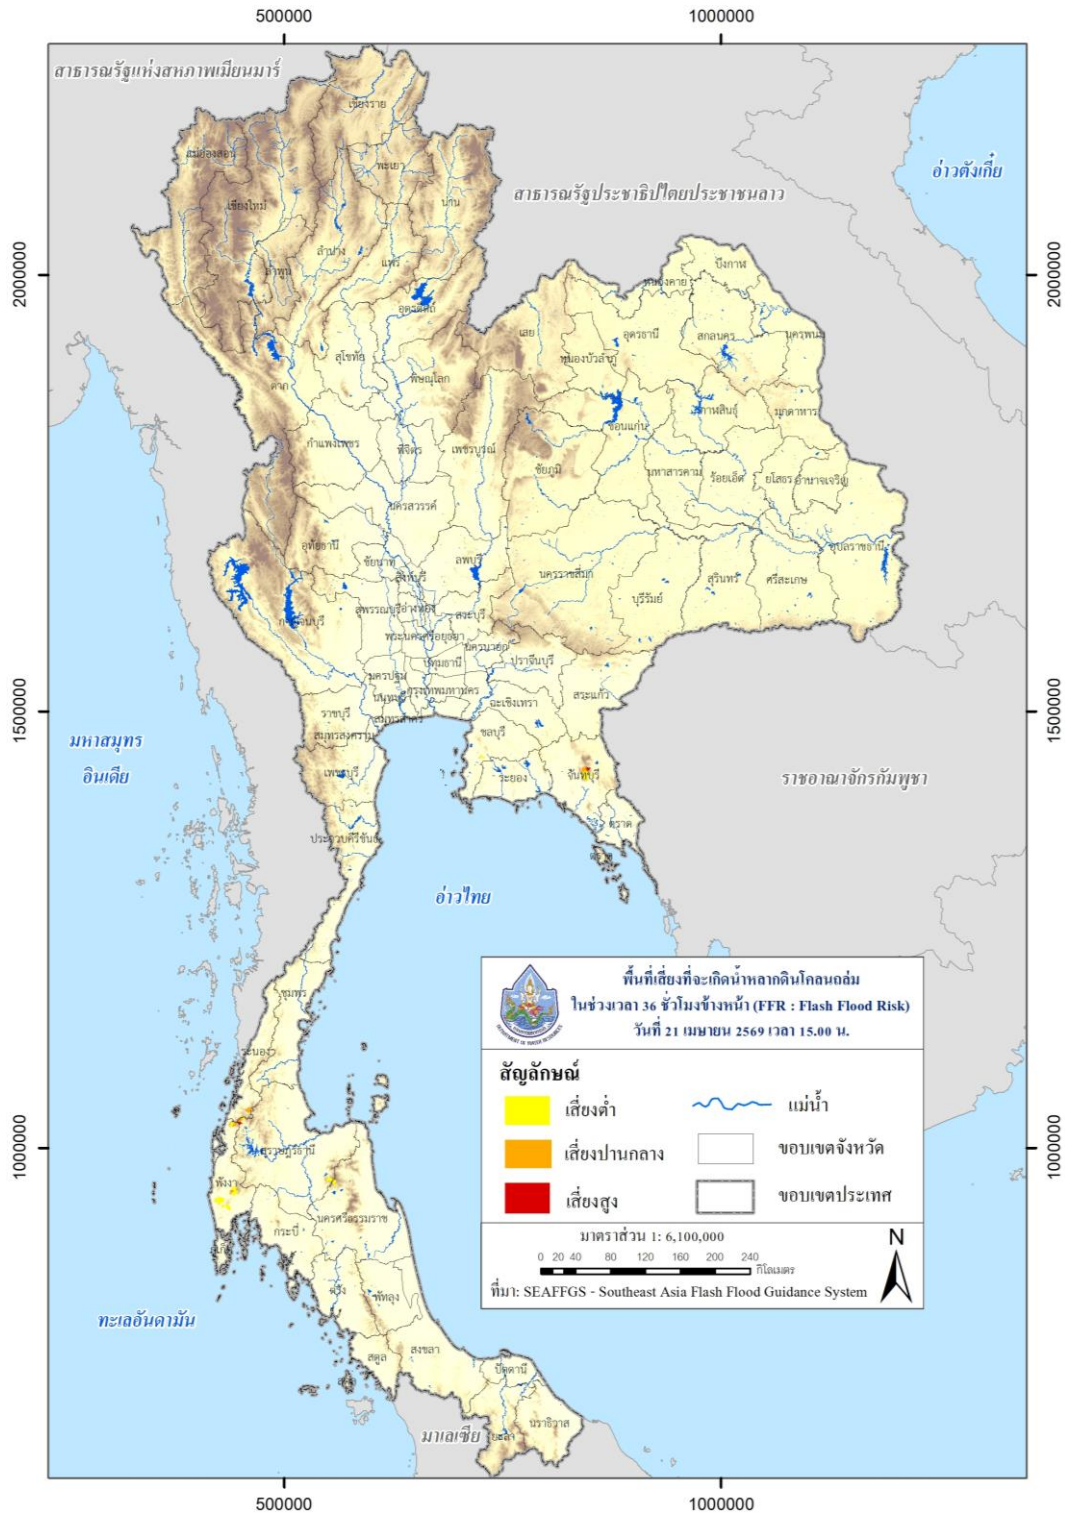 500000
1000000
สาธารณรัฐแห่งสหภาพเมียนมาร์
เชียงราย
แม่ฮ่องสอน
พะเยา
อ่าวตังเกี๋ย
สาธารณรัฐประชาธิปไตยประชาชนลาว
เชียงใหม่
น่าน
ลำปาง
แพร่
ลำพูน
บึงกาฬ
2000000
2000000
หนองคาย
อุตรดิตถ์
เลย
อุดรธานี
สกลนคร
นครพนม
สุโขทัย
หนองบัวลำภู
ตาก
พิษณุโลก
กาฬสินธุ์
มุกดาหาร
ขอนแก่น
กำแพงเพชร
พิจิตร
เพชรบูรณ์
ชัยภูมิ
มหาสารคาม
ร้อยเอ็ด
ยโสธร
อำนาจเจริญ
นครสวรรค์
อุทัยธานี
ชัยนาท
ลพบุรี
อุบลราชธานี
สิงห์บุรี
นครราชสีมา
สุรินทร์
ศรีสะเกษ
บุรีรัมย์
สุพรรณบุรี
อ่างทอง
สระบุรี
กาญจนบุรี
พระนครศรีอยุธยา
นครนายก
ปทุมธานี
ปราจีนบุรี
นครปฐม
นนทบุรี
กรุงเทพมหานคร
สระแก้ว
ฉะเชิงเทรา
1500000
1500000
ราชบุรี
สมุทรสาคร
สมุทรสงคราม
ชลบุรี
มหาสมุทร
อินเดีย
เพชรบุรี
ระยอง
จันทบุรี
ราชอาณาจักรกัมพูชา
ตราด
ประจวบคีรีขันธ์
ตราด
อ่าวไทย
ชุมพร
ระนอง
1000000
1000000
สุราษฎร์ธานี
พังงา
นครศรีธรรมราช
กระบี่
ภูเก็ต
ตรัง
พัทลุง
ทะเลอันดามัน
สตูล
สงขลา
ปัตตานี
นราธิวาส
ยะลา
มาเลเซีย
พื้นที่เสี่ยงที่จะเกิดน้ำหลากดินโคลนถล่ม
ในช่วงเวลา 36 ชั่วโมงข้างหน้า (FFR : Flash Flood Risk)
วันที่ 21 เมษายน 2569 เวลา 15.00 น.
DEPARTMENT OF WATER RESOURCES
สัญลักษณ์
เสี่ยงต่ำ
แม่น้ำ
เสี่ยงปานกลาง
ขอบเขตจังหวัด
เสี่ยงสูง
ขอบเขตประเทศ
มาตราส่วน 1: 6,100,000
N
0 20 40 80 120 160 200 240
กิโลเมตร
ที่มา: SEAFFGS - Southeast Asia Flash Flood Guidance System
500000
1000000